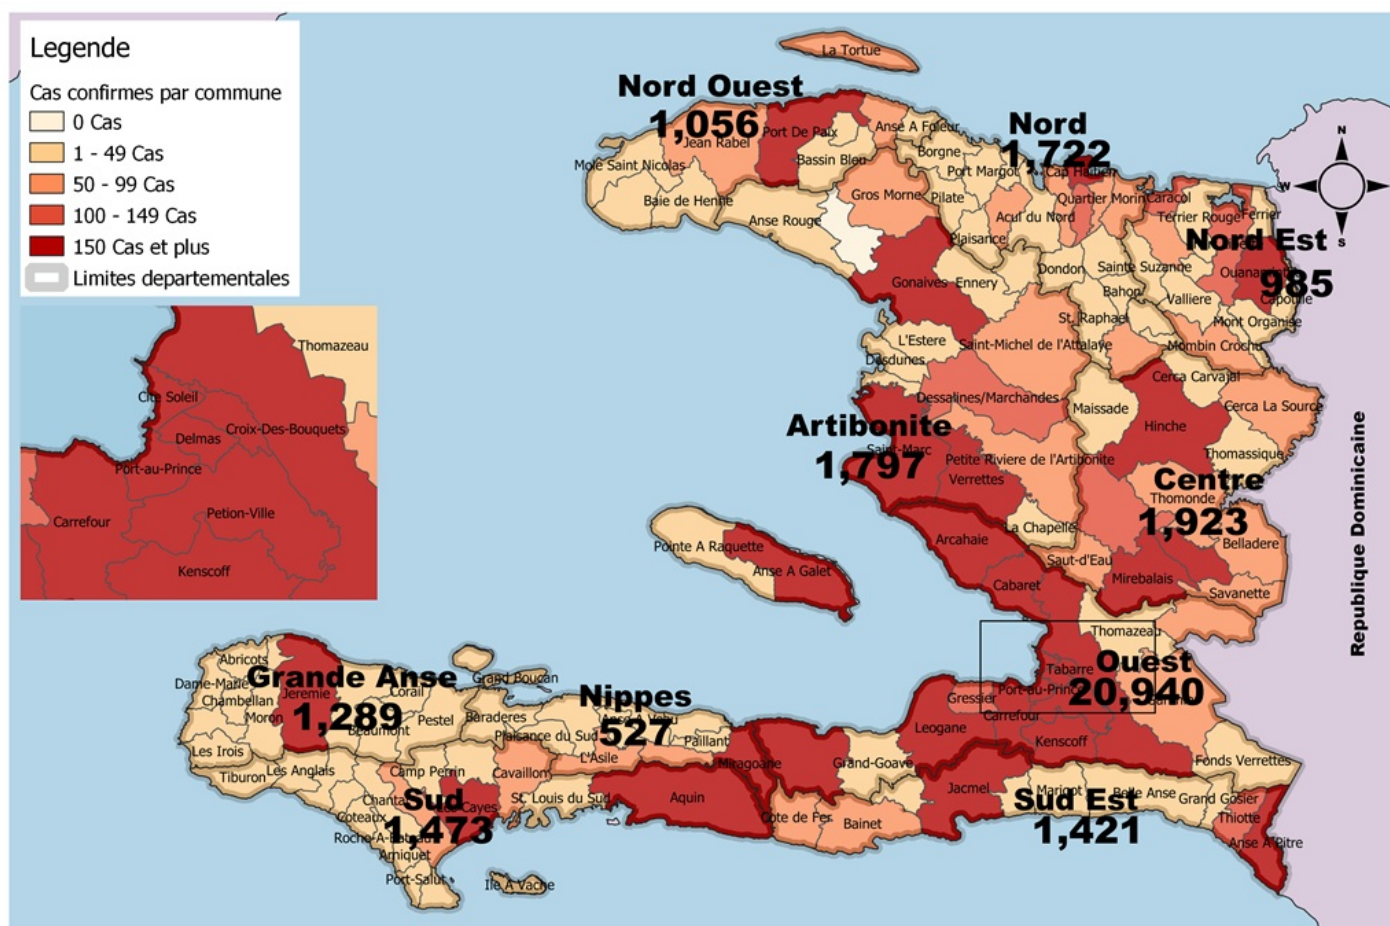 Legende
Cas confirmes par commune
0 Cas
1 - 49 Cas
50 - 99 Cas
100 - 149 Cas
150 Cas et plus
Limites departementales
Thomazeau
Cite Soleil
Delmas
Croix-Des-Bouquets
Port-au-Prince
Petion-Ville
Carrefour
Kenscoff
La Tortue
Nord Ouest
1,056
Port De Paix
Jean Rabel
Anse A Foleur
Mole Saint Nicolas
Bassin Bleu
Baie de Henne
Anse Rouge
Nord
1,722
Borgne
Port Margot
Cap Haitien
Gros Morne
Pilate
Quartier Morin
Caracol
Acul du Nord
Terrier Rouge
Ferrier
Plaisance
N
W
E
S
Nord Est
985
Gonaives
Ennery
Dondon
Sainte Suzanne
Bahon
Valliere
Capotille
St. Raphael
Mont Organise
L'Estere
Saint-Michel de l'Attalaye
Mombin Crochu
Desdunes
Cerca Carvajal
Dessalines/Marchandes
Maissade
Cerca La Source
Artibonite
1,797
Hinche
Saint-Marc
Petite Riviere de l'Artibonite
Thomassique
Verrettes
Centre
1,923
Thomonde
La Chapelle
Belladere
Arcahaie
Saut-d'Eau
Mirebalais
Cabaret
Savanette
Pointe A Raquette
Anse A Galet
Republique Dominicaine
Thomazeau
Tabarre
Ouest
20,940
Port-au-Prince
Gressier
Carrefour
Leogane
Kenscoff
Fonds Verrettes
Grand-Goave
Abricots
Grande Anse
1,289
Dame-Marie
Chambellan
Jeremie
Corail
Moron
Beaumont
Pestel
Les Irois
Grand Boucan
Baraderes
Nippes
527
Plaisance du Sud
Paillant
L'Asile
Miragoane
Tiburon
Les Anglais
Camp Perrin
Cavaillon
St. Louis du Sud
Aquin
Sud
1,473
Coteaux
Arniquet
Port-Salut
Ile A Vache
Cote de Fer
Bainet
Jacmel
Sud Est
1,421
Marigot
Belle Anse
Grand Gosier
Thiotte
Anse A Pitre